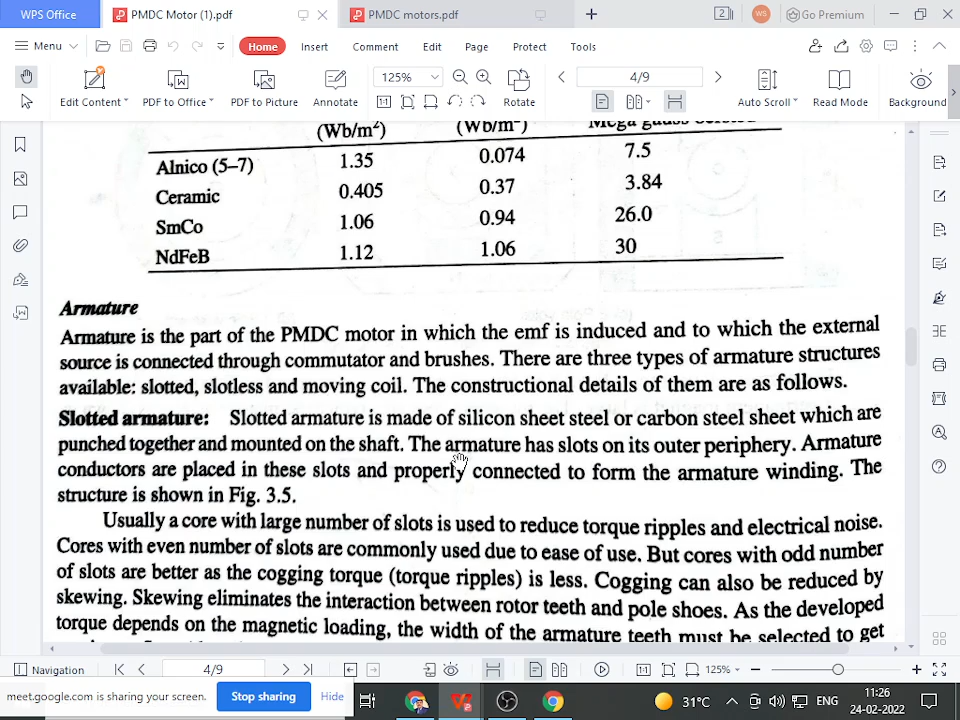 WPS Office
PMDC Motor (1).pdf
PMDC motors.pdf
2
WS
Go Premium
Menu
Home
Insert
Comment
Edit
Page
Protect
Tools
Edit Content
PDF to Office
PDF to Picture
Annotate
125%
Rotate
4/9
Auto Scroll
Read Mode
Background
(Wb/m²) (Wb/m²) Mega gauss
Alnico (5–7) 1.35 0.074 7.5
Ceramic 0.405 0.37 3.84
SmCo 1.06 0.94 26.0
NdFeB 1.12 1.06 30
Armature
Armature is the part of the PMDC motor in which the emf is induced and to which the external
source is connected through commutator and brushes. There are three types of armature structures
available: slotted, slotless and moving coil. The constructional details of them are as follows.
Slotted armature: Slotted armature is made of silicon sheet steel or carbon steel sheet which are
punched together and mounted on the shaft. The armature has slots on its outer periphery. Armature
conductors are placed in these slots and properly connected to form the armature winding. The
structure is shown in Fig. 3.5.
Usually a core with large number of slots is used to reduce torque ripples and electrical noise.
Cores with even number of slots are commonly used due to ease of use. But cores with odd number
of slots are better as the cogging torque (torque ripples) is less. Cogging can also be reduced by
skewing. Skewing eliminates the interaction between rotor teeth and pole shoes. As the developed
torque depends on the magnetic loading, the width of the armature teeth must be selected to get
Navigation
4/9
125%
meet.google.com is sharing your screen.
Stop sharing
Hide
31°C
ENG
11:26
24-02-2022